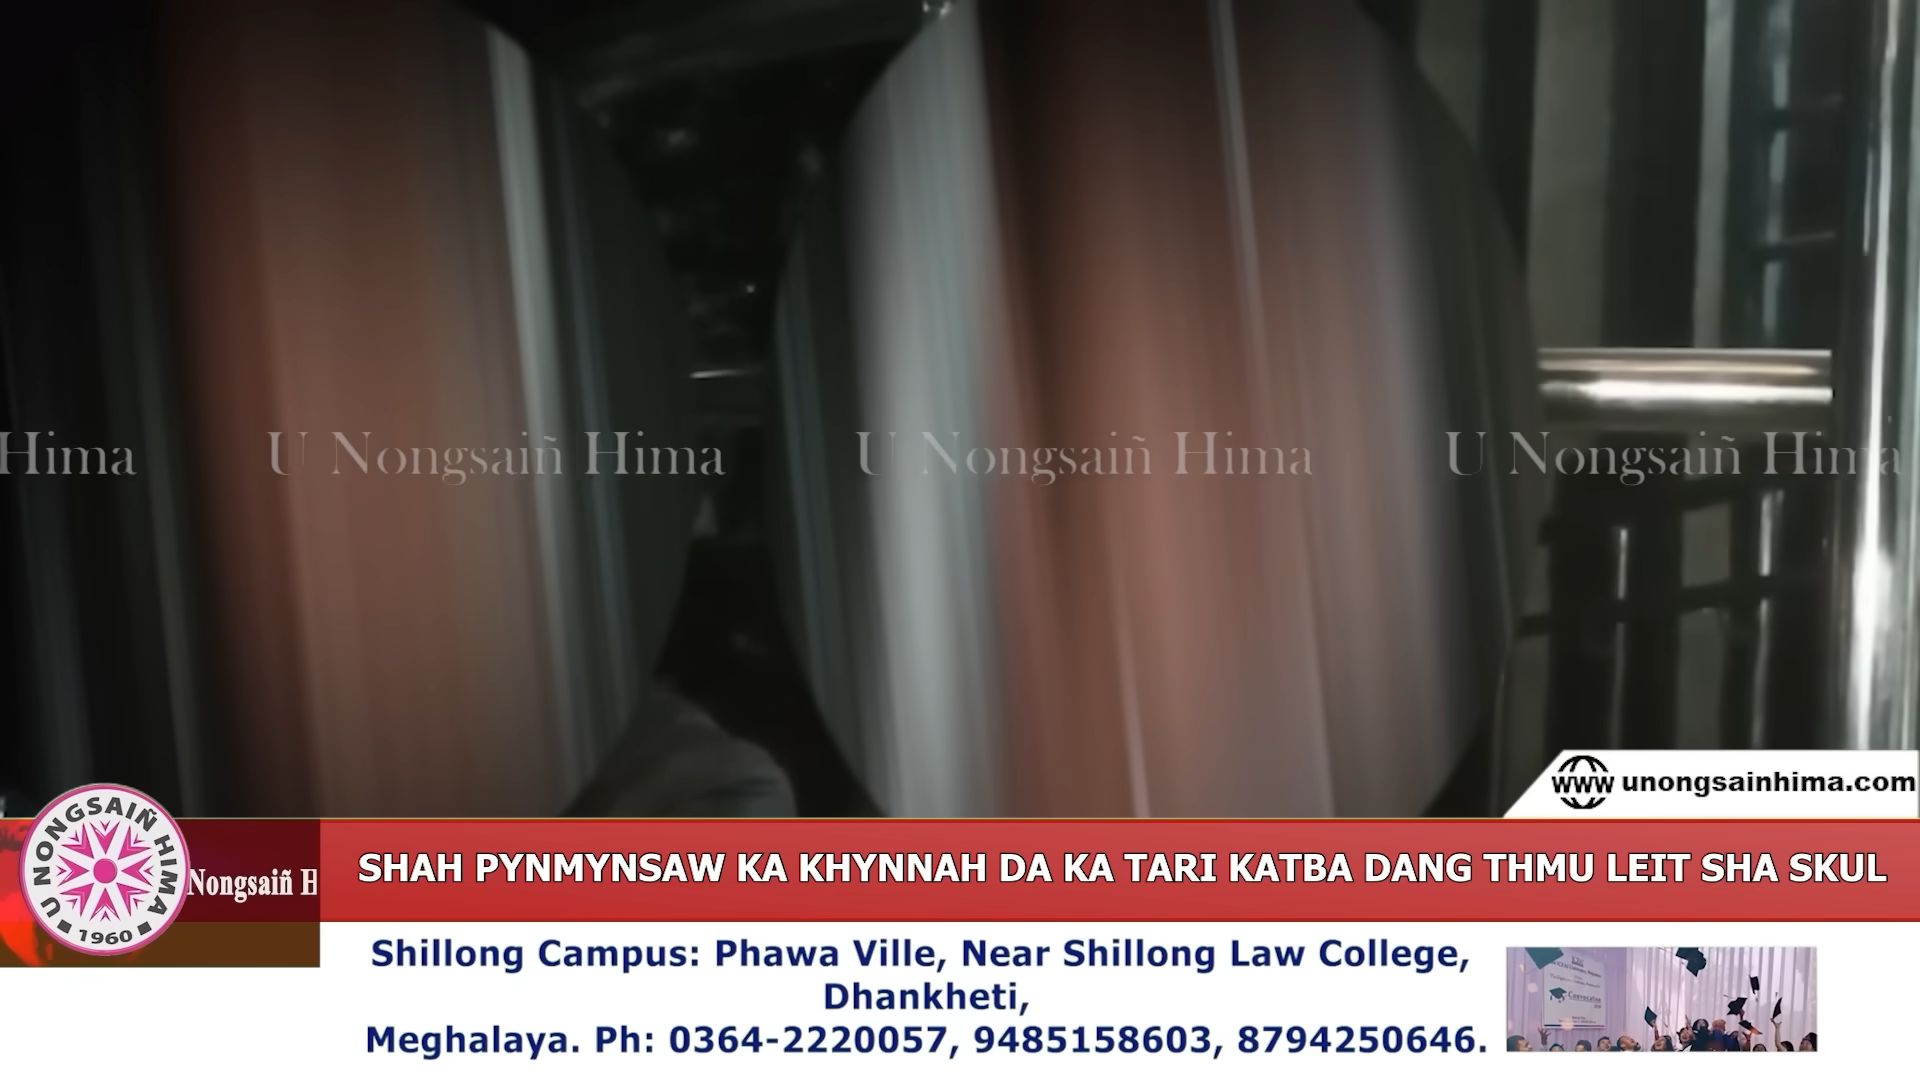 Hima U Nongsaiñ Hima U Nongsaiñ Hima U Nongsaiñ Hima
www unongsainhima.com
U NONGSAIÑ HIMA
1960
Nongsaiñ H
SHAH PYNMYNSAW KA KHYNNAH DA KA TARI KATBA DANG THMU LEIT SHA SKUL
Shillong Campus: Phawa Ville, Near Shillong Law College,
Dhankheti,
Meghalaya. Ph: 0364-2220057, 9485158603, 8794250646.
Convocation